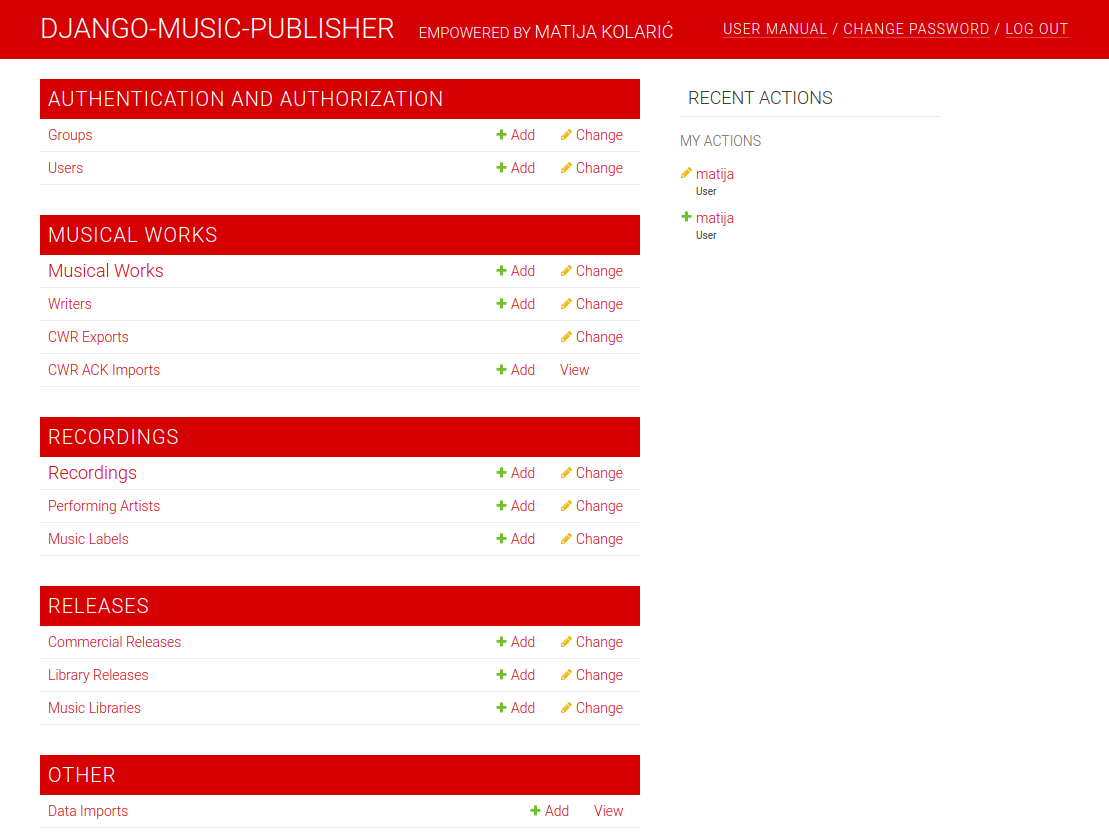 DJANGO-MUSIC-PUBLISHER EMPOWERED BY MATIJA KOLARIĆ USER MANUAL / CHANGE PASSWORD / LOG OUT
AUTHENTICATION AND AUTHORIZATION
Groups Add Change
Users Add Change
MUSICAL WORKS
Musical Works Add Change
Writers Add Change
CWR Exports Change
CWR ACK Imports Add View
RECORDINGS
Recordings Add Change
Performing Artists Add Change
Music Labels Add Change
RELEASES
Commercial Releases Add Change
Library Releases Add Change
Music Libraries Add Change
OTHER
Data Imports Add View
RECENT ACTIONS
MY ACTIONS
matija
User
matija
User